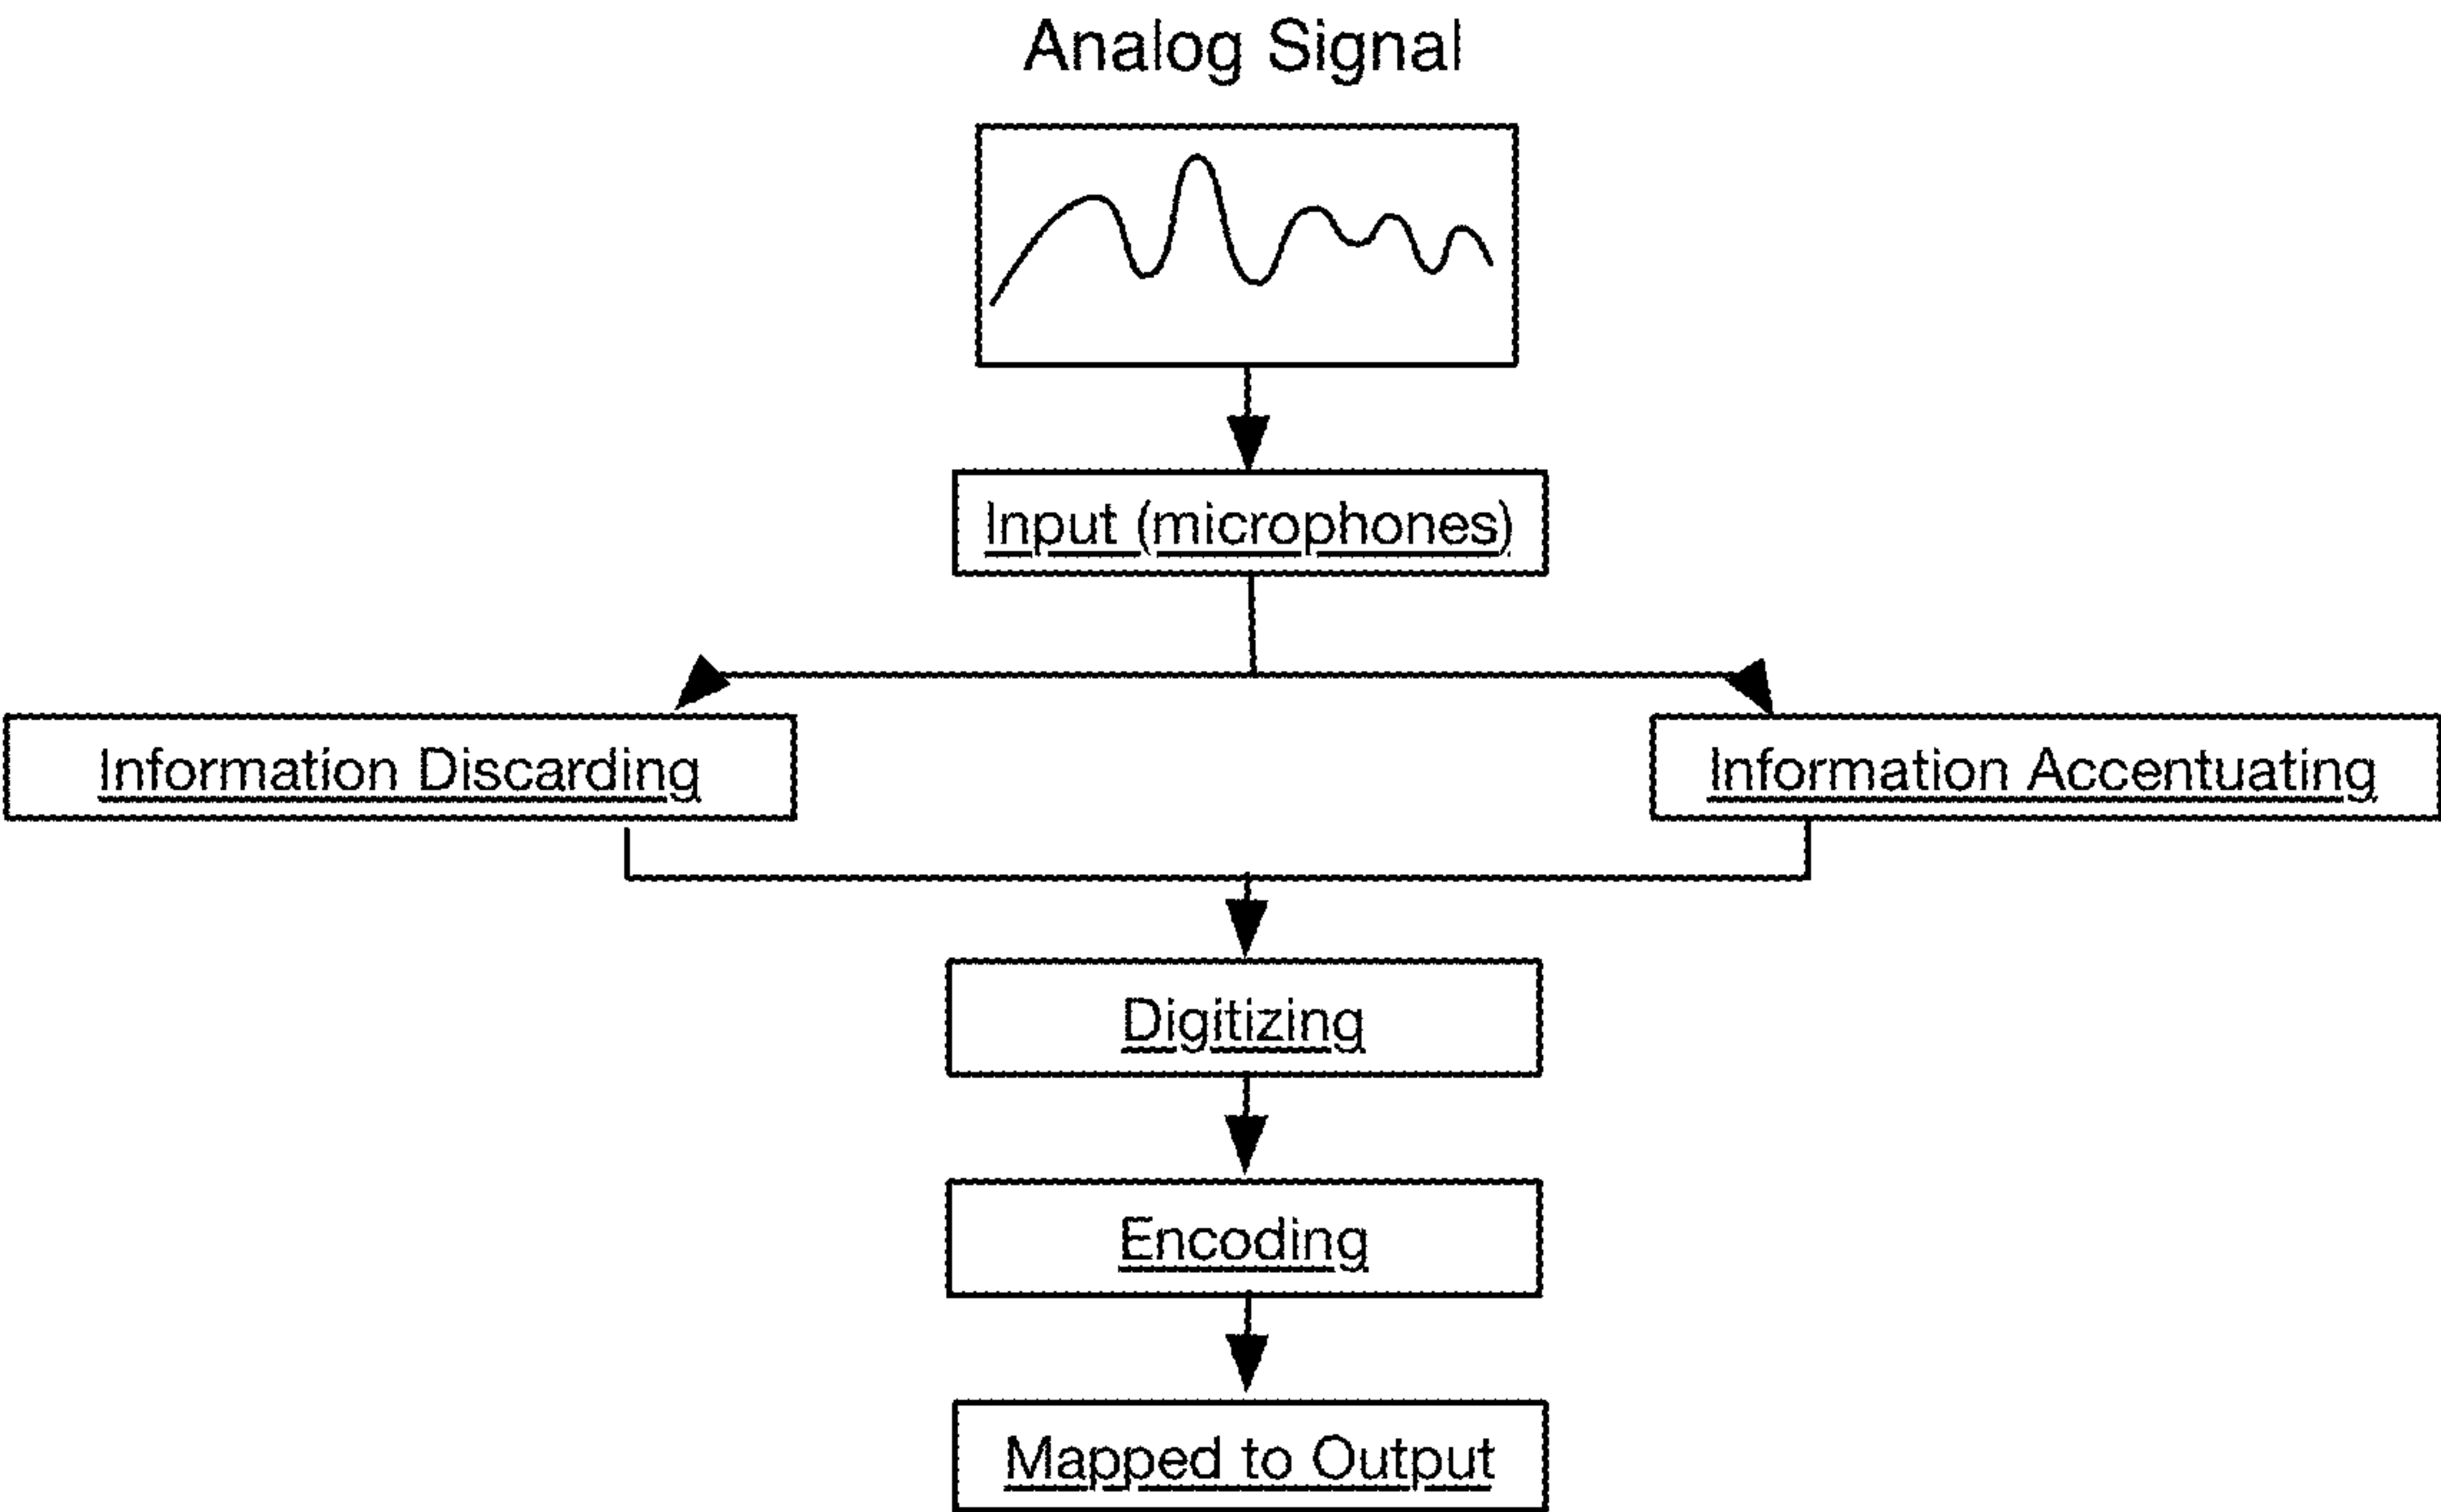 Analog Signal
Input (microphones)
Information Discarding
Information Accentuating
Digitizing
Encoding
Mapped to Output